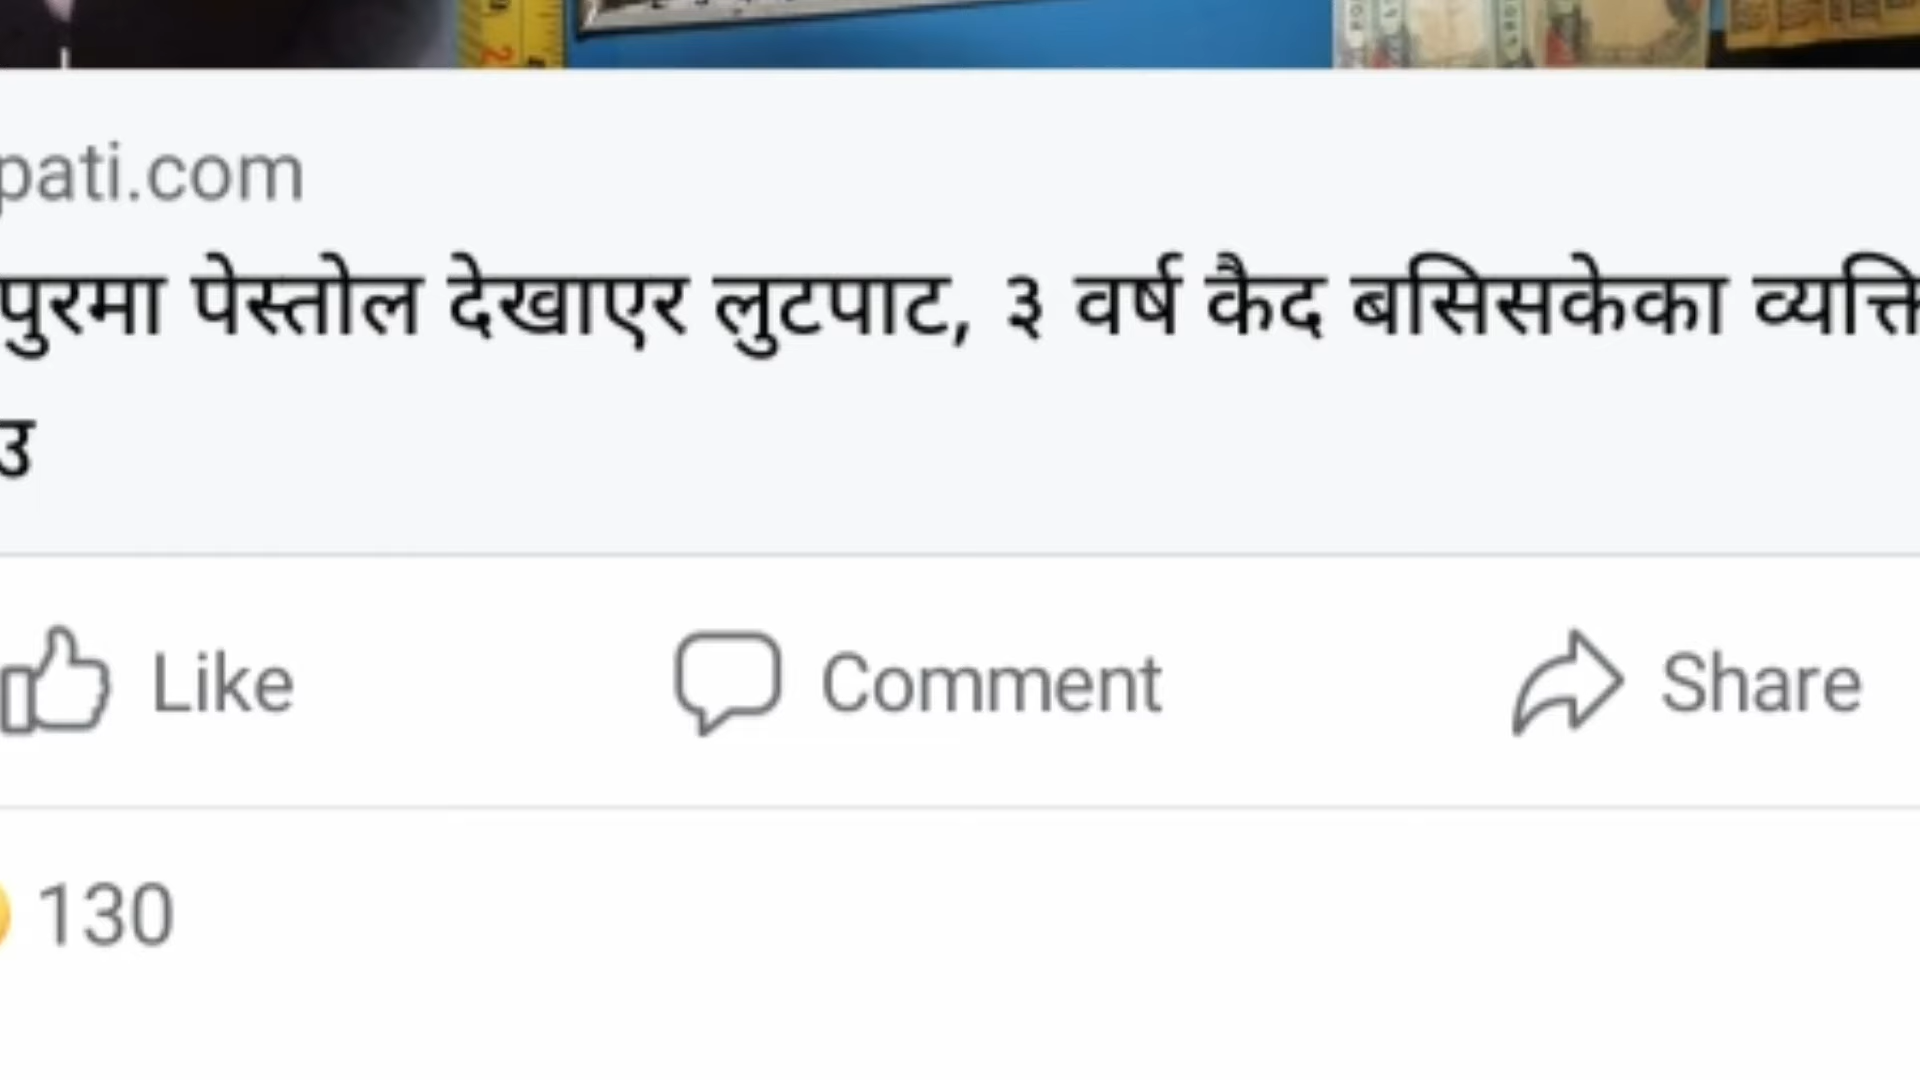 pati.com
पुरमा पेस्तोल देखाएर लुटपाट, ३ वर्ष कैद बसिसकेका व्यक्ति
उ
Like Comment Share
130